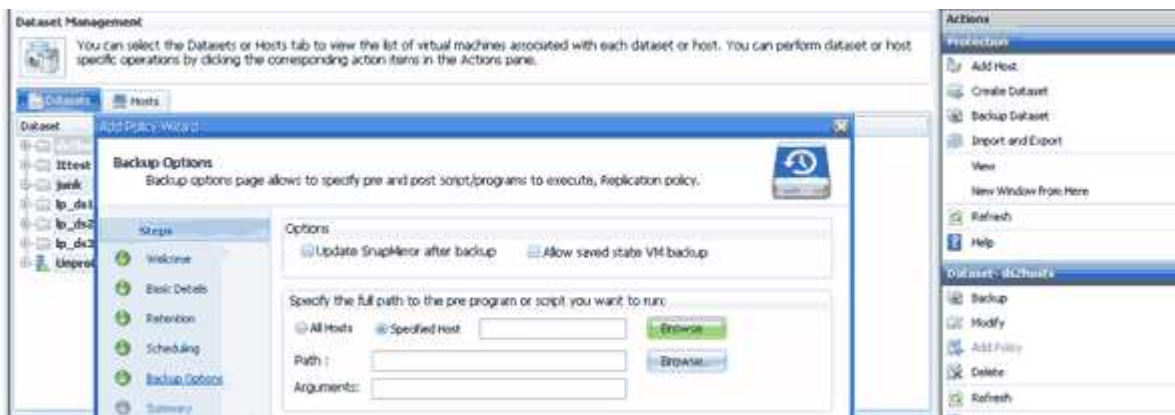 Dataset Management
You can select the Datasets or Hosts tab to view the list of virtual machines associated with each dataset or host. You can perform dataset or host
specific operations by clicking the corresponding action items in the Actions pane.
Datasets
Hosts
Dataset
IItest
junk
lp_ds1
lp_ds2
lp_ds3
Unprot
Add Policy Wizard
Backup Options
Backup options page allows to specify pre and post script/programs to execute, Replication policy.
Steps
Welcome
Basic Details
Retention
Scheduling
Backup Options
Summary
Options
Update SnapMirror after backup
Allow saved state VM backup
Specify the full path to the pre program or script you want to run:
All Hosts
Specified Host
Browse
Path :
Browse...
Arguments:
Actions
Protection
Add Host
Create Dataset
Backup Dataset
Import and Export
View
New Window from Here
Refresh
Help
Dataset- ds2hosts
Backup
Modify
Add Policy
Delete
Refresh